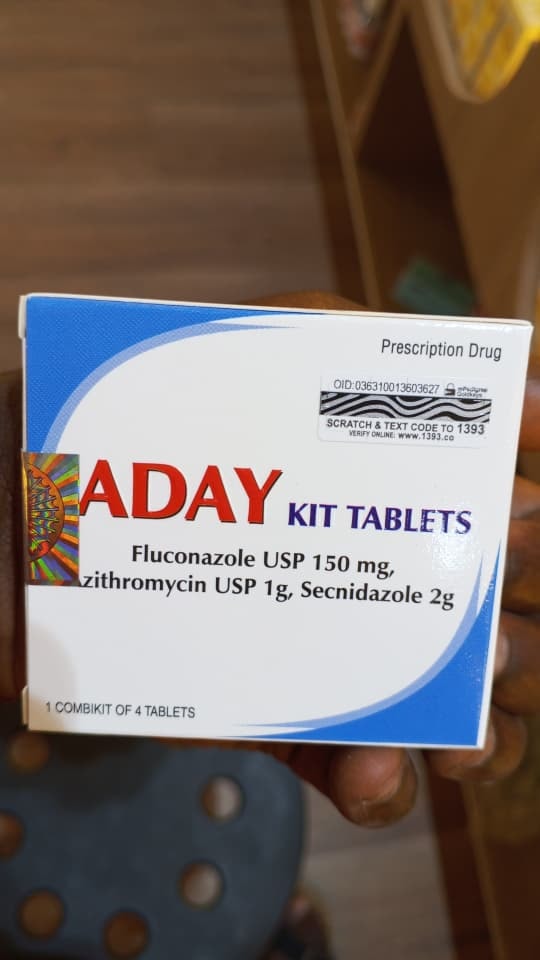 Prescription Drug
OID:036310013603627
SCRATCH & TEXT CODE TO 1393
VERIFY ONLINE: www.1393.co
ADAY KIT TABLETS
Fluconazole USP 150 mg,
zithromycin USP 1g, Secnidazole 2g
1 COMBIKIT OF 4 TABLETS